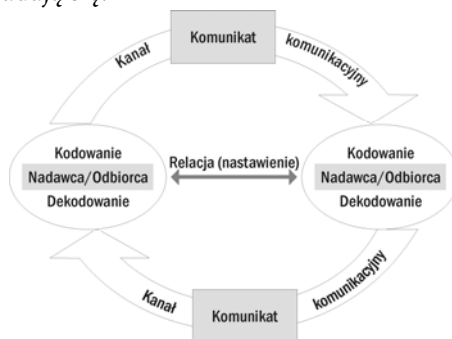 Kanał
Komunikat
komunikacyjny
Kodowanie
Nadawca/Odbiorca
Dekodowanie
Relacja (nastawienie)
Kodowanie
Nadawca/Odbiorca
Dekodowanie
Kanał
Komunikat
komunikacyjny